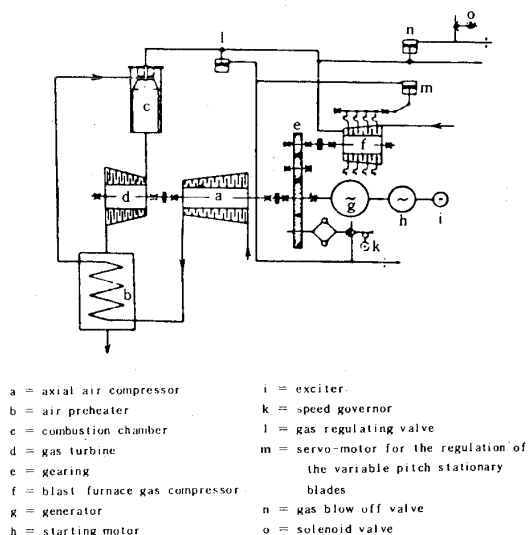 l
n
o
m
c
e
f
d
a
g
h
i
k
b
a = axial air compressor
b = air preheater
c = combustion chamber
d = gas turbine
e = gearing
f = blast furnace gas compressor
g = generator
h = starting motor
i = exciter
k = speed governor
l = gas regulating valve
m = servo-motor for the regulation of
the variable pitch stationary
blades
n = gas blow off valve
o = solenoid valve